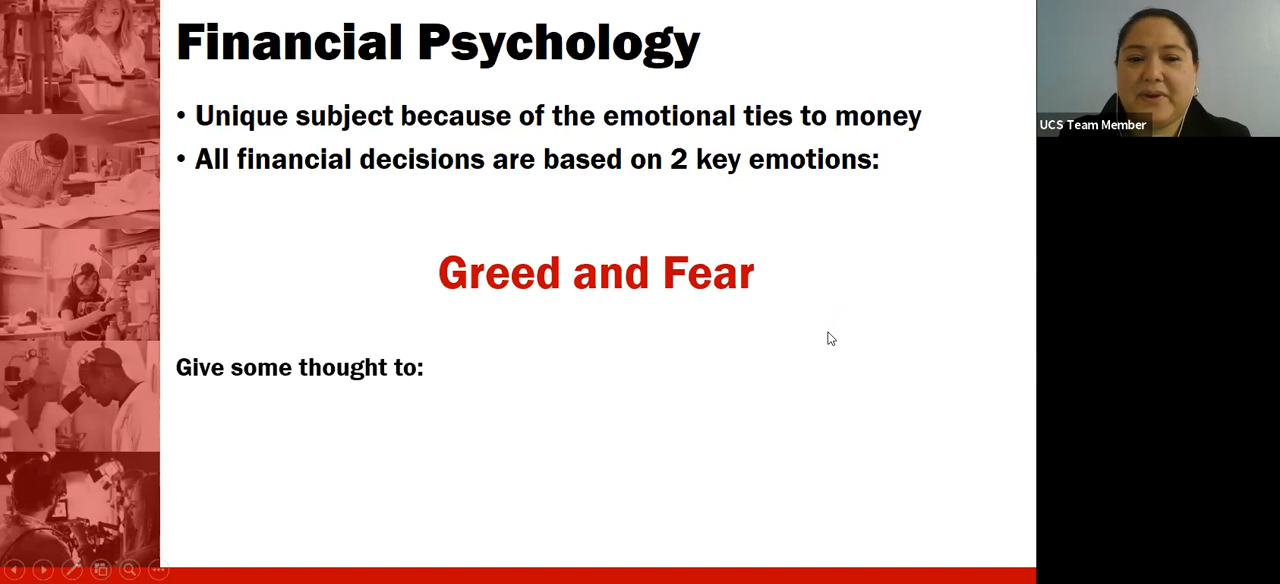 Financial Psychology
• Unique subject because of the emotional ties to money
• All financial decisions are based on 2 key emotions:
Greed and Fear
Give some thought to:
UCS Team Member